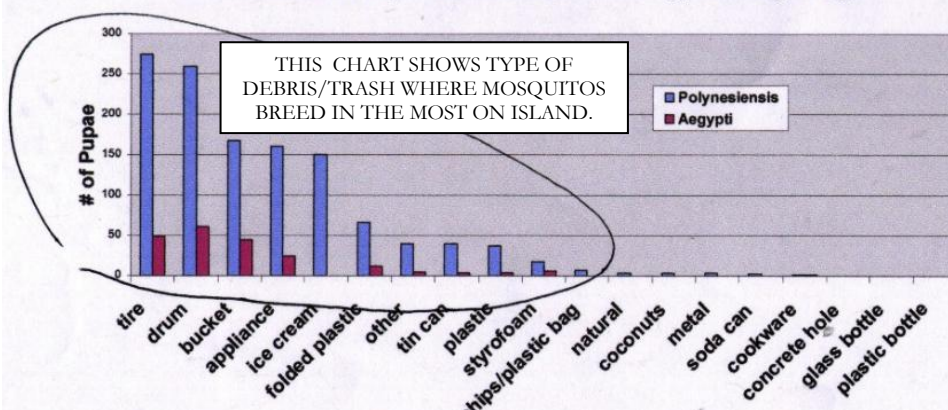 300
THIS CHART SHOWS TYPE OF
DEBRIS/TRASH WHERE MOSQUITOS
BREED IN THE MOST ON ISLAND.
250
200
150
100
50
0
# of Pupae
Polynesiensis
Aegypti
tire
drum
bucket
appliance
ice cream
folded plastic
other
tin can
plastic
styrofoam
hips/plastic bag
natural
coconuts
metal
soda can
cookware
concrete hole
glass bottle
plastic bottle